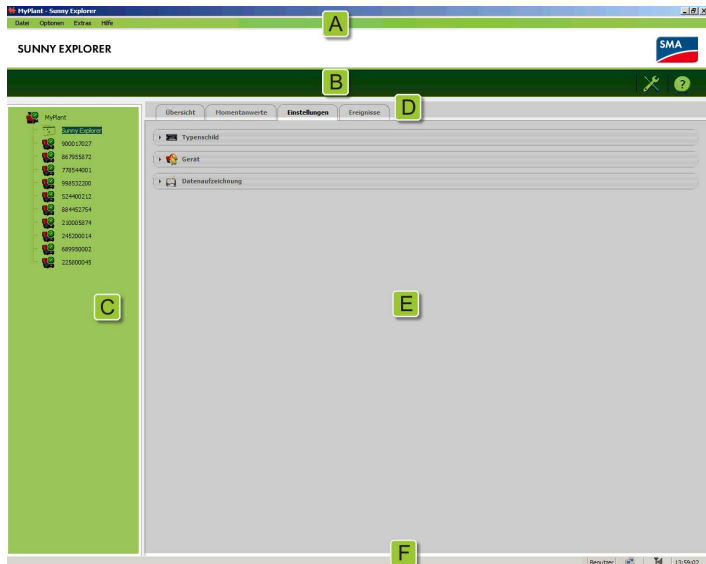 MyPlant - Sunny Explorer
Datei Optionen Extras Hilfe
A
SUNNY EXPLORER
SMA
B
?
Übersicht Momentanwerte Einstellungen Ereignisse
D
MyPlant
Sunny Explorer
900017027
867955872
778544001
998532200
524400212
884452754
210005874
245200014
689950002
225800045
Typenschild
Gerät
Datenaufzeichnung
C
E
F
Benutzer
13:59:02